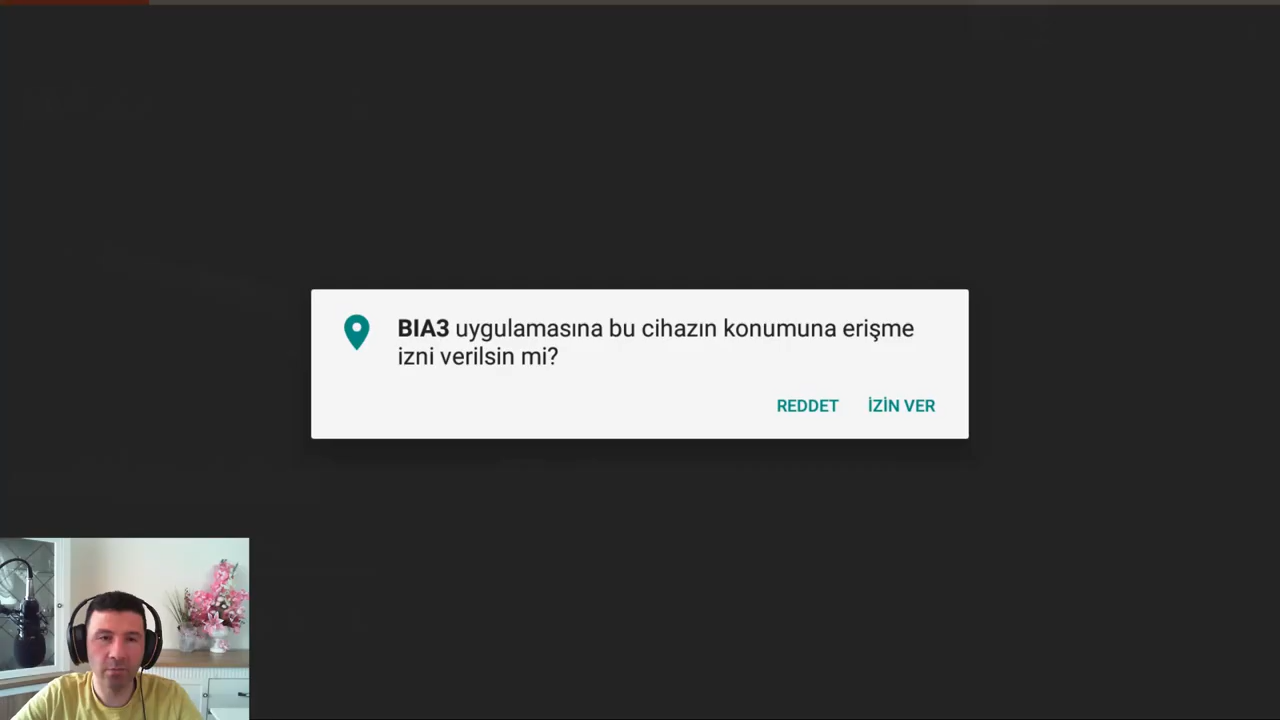 BIA3 uygulamasına bu cihazın konumuna erişme
izni verilsin mi?
REDDET İZİN VER